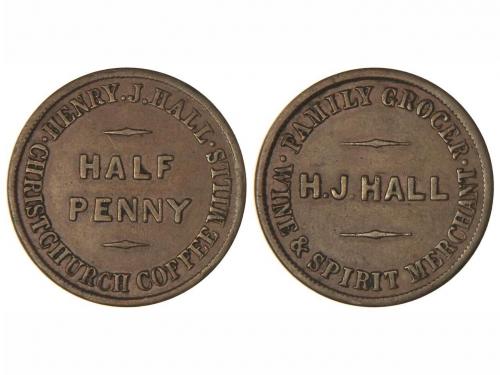 HENRY.J.HALL.
CHRISTCHURCH COFFEE MILLS
HALF
PENNY
FAMILY GROCER.
WINE & SPIRIT MERCHANT
H.J.HALL